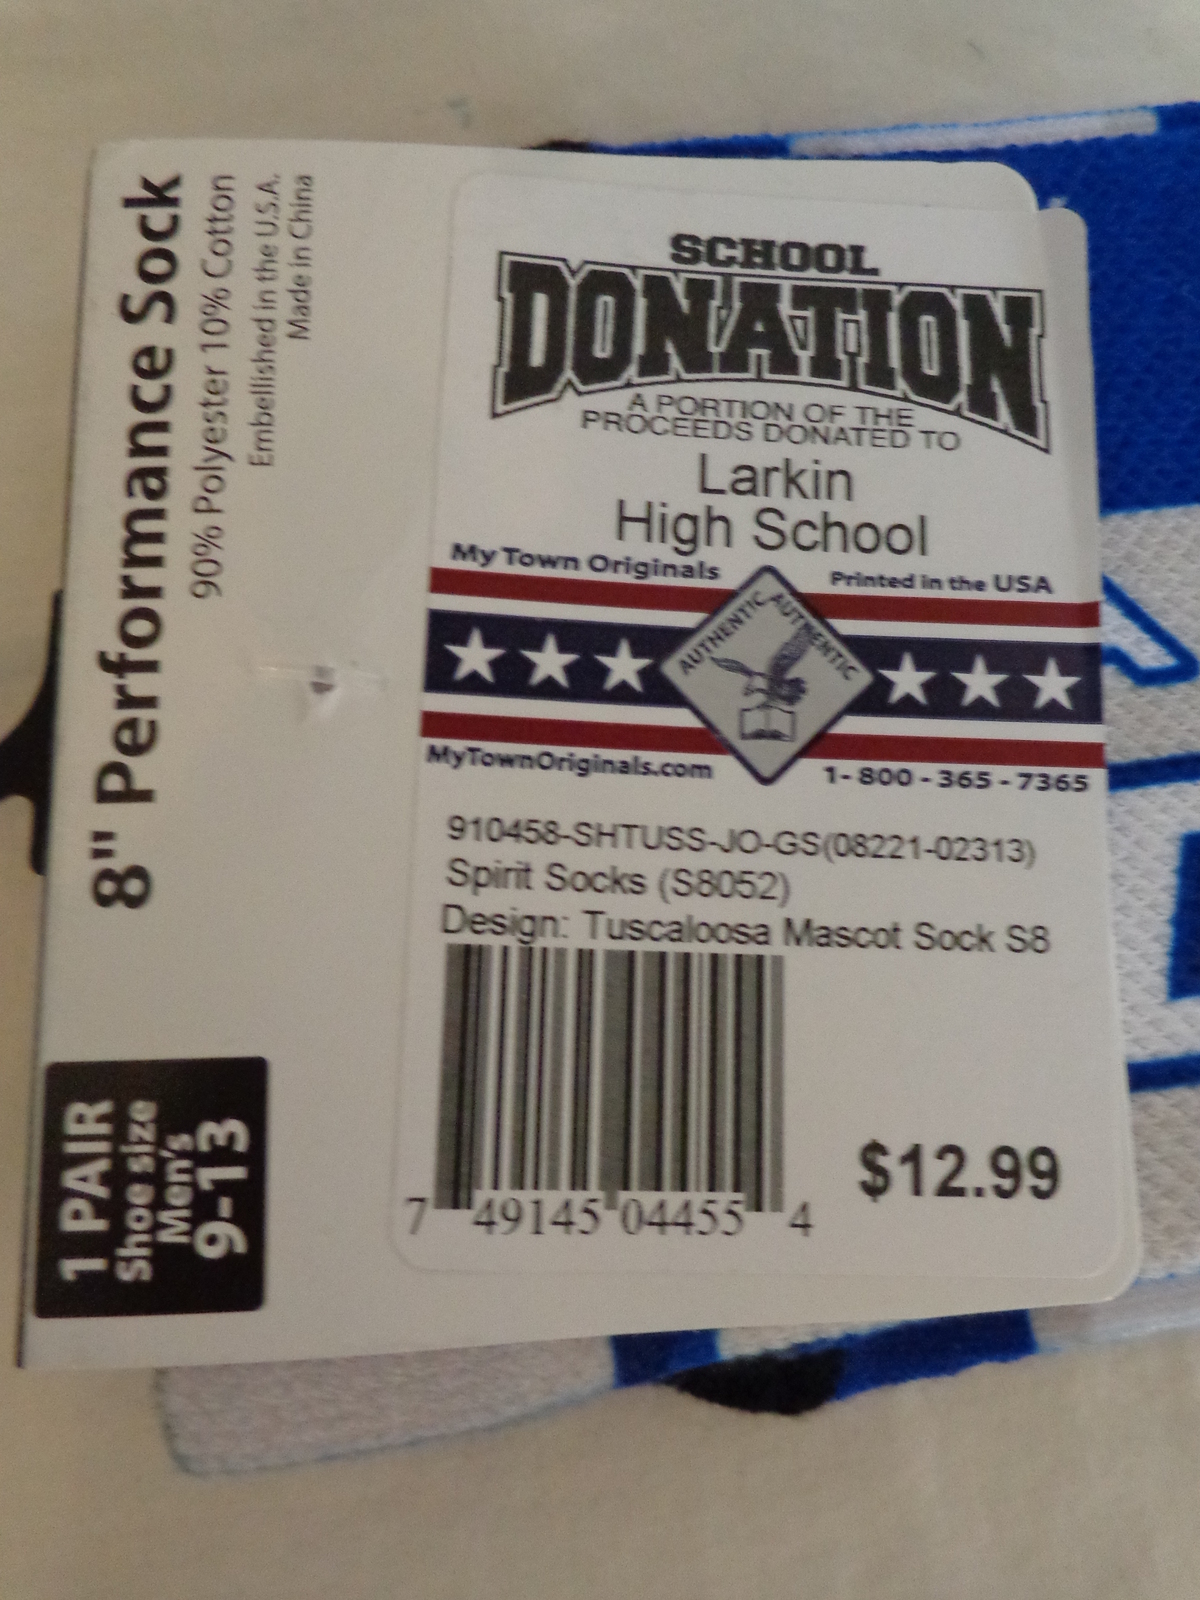 8" Performance Sock
90% Polyester 10% Cotton
Embellished in the U.S.A.
Made in China
1 PAIR
Shoe size
Men's
9-13
SCHOOL
DONATION
A PORTION OF THE
PROCEEDS DONATED TO
Larkin
High School
My Town Originals
Printed in the USA
AUTHENTIC AUTHENTIC
MyTownOriginals.com
1-800-365-7365
910458-SHTUSS-JO-GS(08221-02313)
Spirit Socks (S8052)
Design: Tuscaloosa Mascot Sock S8
$12.99
7 49145 04455 4